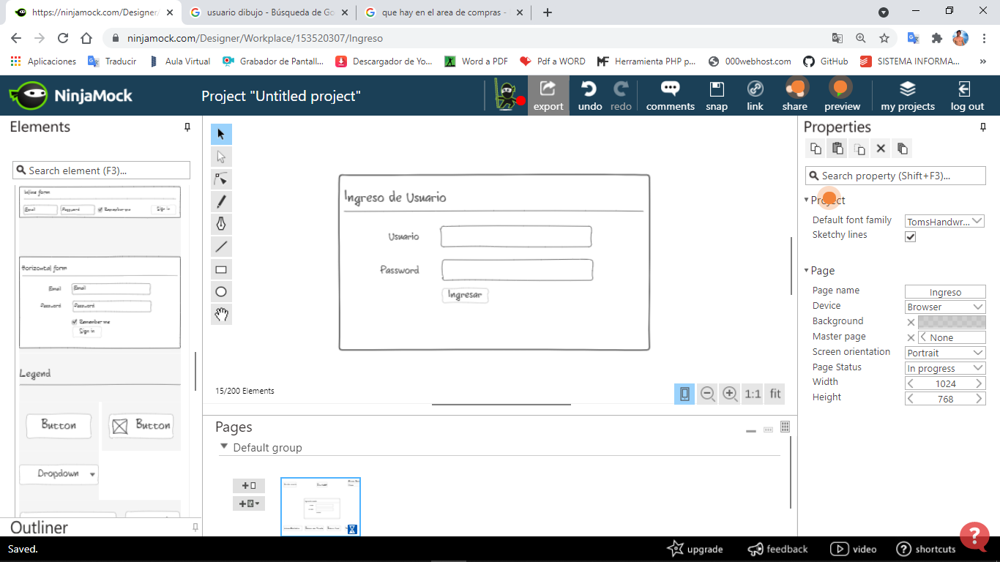 https://ninjamock.com/Designer/
usuario dibujo - Búsqueda de Go
que hay en el area de compras -
ninjamock.com/Designer/Workplace/153520307/Ingreso
Aplicaciones
Traducir
Aula Virtual
Grabador de Pantall...
Descargador de Yo...
Word a PDF
Pdf a WORD
Herramienta PHP p...
000webhost.com
GitHub
SISTEMA INFORMA...
»
NinjaMock
Project "Untitled project"
export
undo
redo
comments
snap
link
share
preview
my projects
log out
Elements
Search element (F3)...
Inline form
Email
Password
Remember me
Sign in
Horizontal form
Email
Email
Password
Password
Remember me
Sign in
Legend
Button
Button
Dropdown
Outliner
Ingreso de Usuario
Usuario
Password
Ingresar
15/200 Elements
1:1
fit
Pages
Default group
Properties
Search property (Shift+F3)...
Project
Default font family
TomsHandwr...
Sketchy lines
Page
Page name
Ingreso
Device
Browser
Background
Master page
None
Screen orientation
Portrait
Page Status
In progress
Width
1024
Height
768
Saved.
upgrade
feedback
video
shortcuts